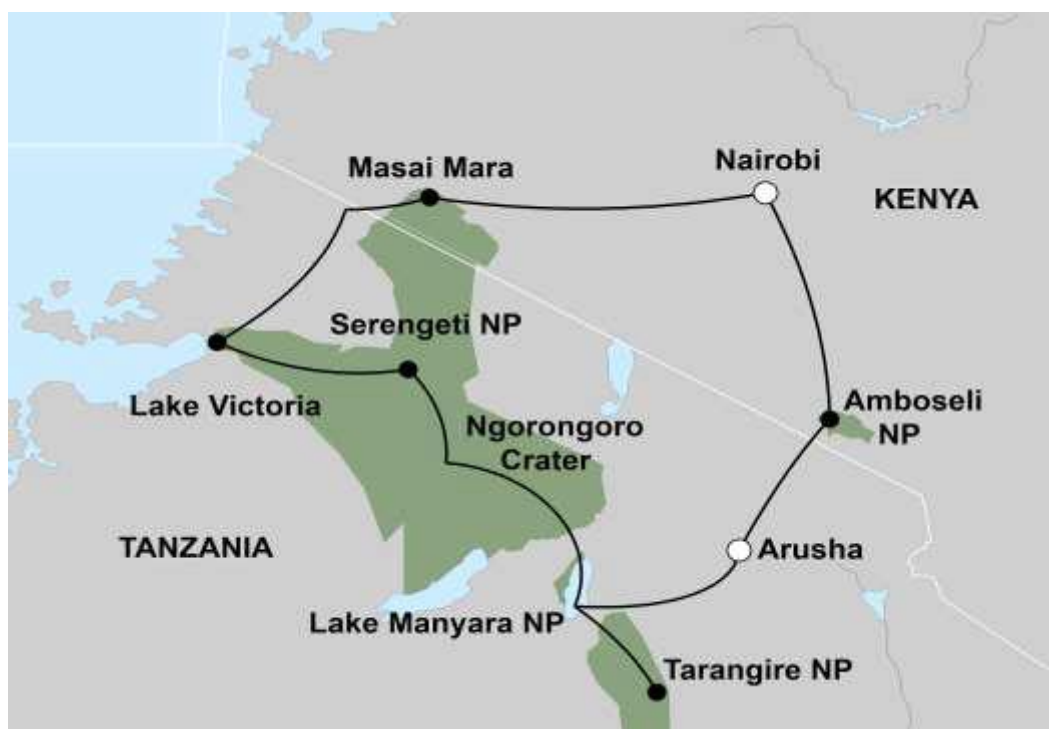 Masai Mara
Nairobi
KENYA
Serengeti NP
Lake Victoria
Ngorongoro
Crater
Amboseli
NP
TANZANIA
Arusha
Lake Manyara NP
Tarangire NP